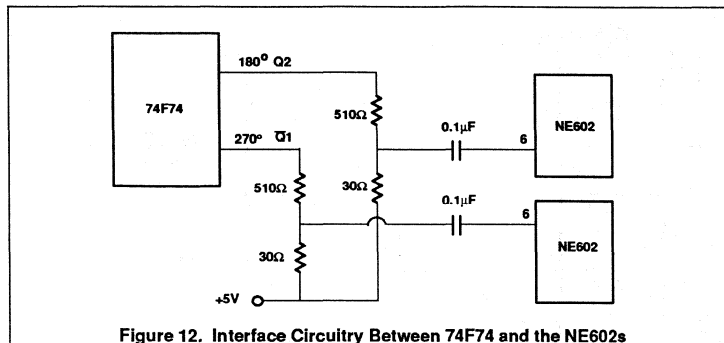 180° Q2
74F74
510Ω
NE602
0.1µF
6
270° Q̅1
510Ω
30Ω
0.1µF
6
NE602
30Ω
+5V
Figure 12. Interface Circuitry Between 74F74 and the NE602s